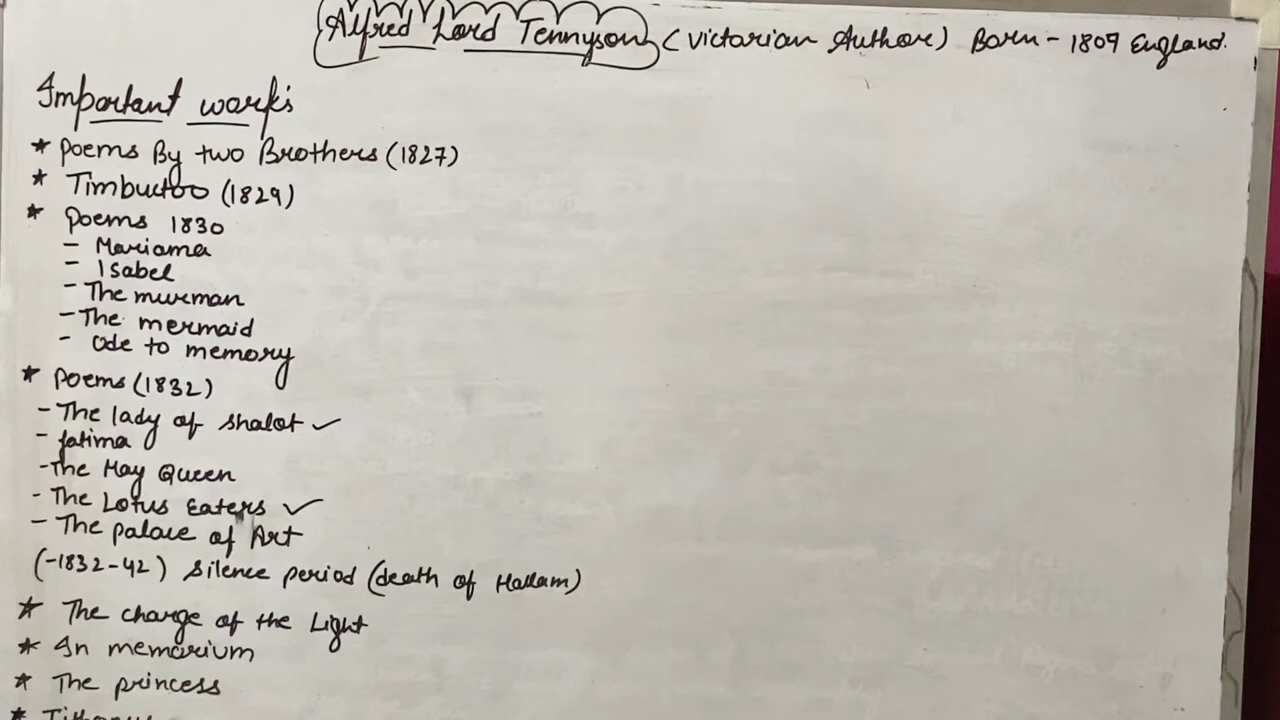 Alfred Lord Tennyson (Victorian Author) Born - 1809 England.
Important works
* Poems By two Brothers (1827)
* Timbuctoo (1829)
* Poems 1830
- Mariama
- Isabel
- The murman
- The mermaid
- Ode to memory
* Poems (1832)
- The lady of shalot ✓
- fatima
- The May Queen
- The Lotus Eaters ✓
- The palace of Art
(-1832-42) silence period (death of Hallam)
* The charge of the Light
* In memorium
* The princess
* Tithonus